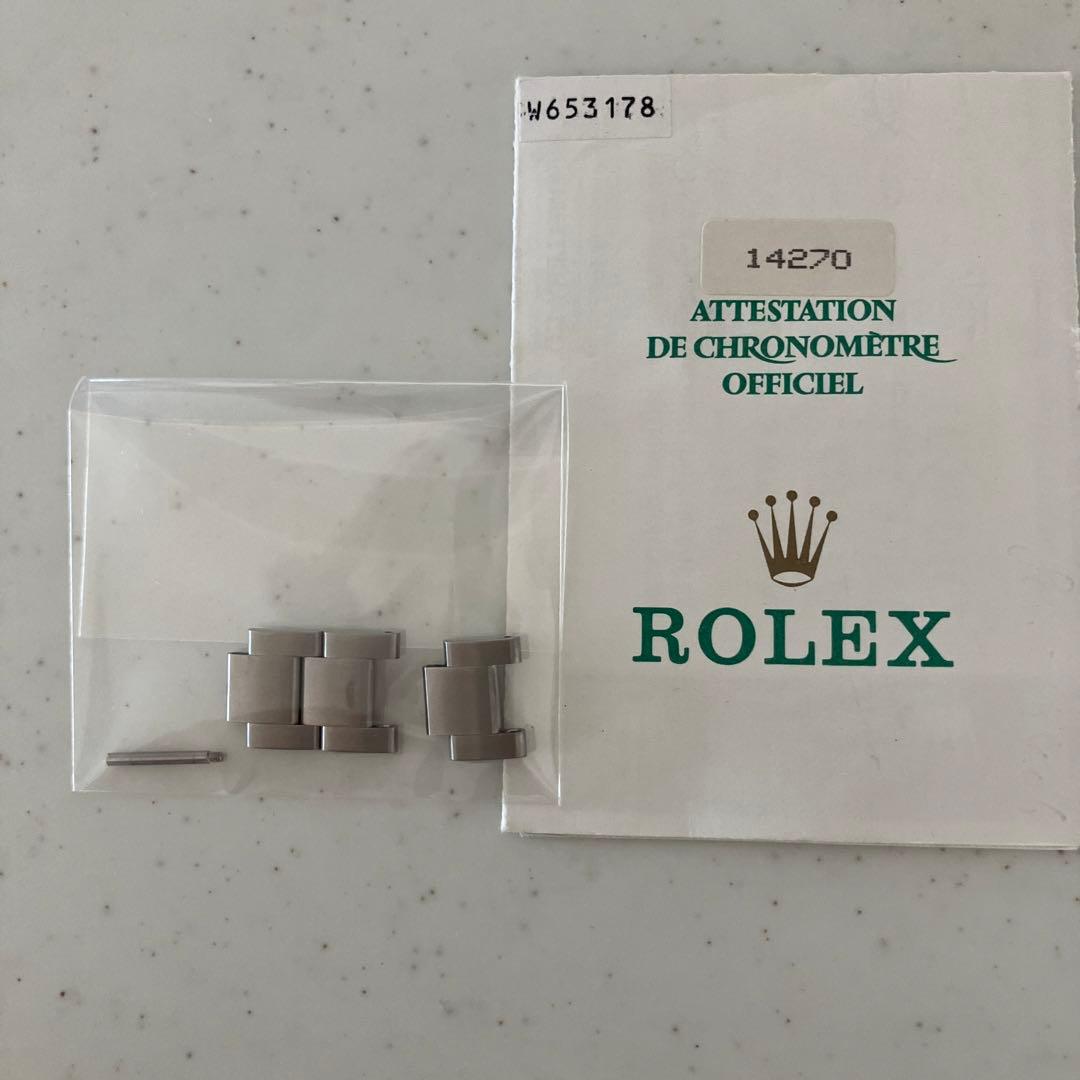 W653178
14270
ATTESTATION
DE CHRONOMÈTRE
OFFICIEL
ROLEX